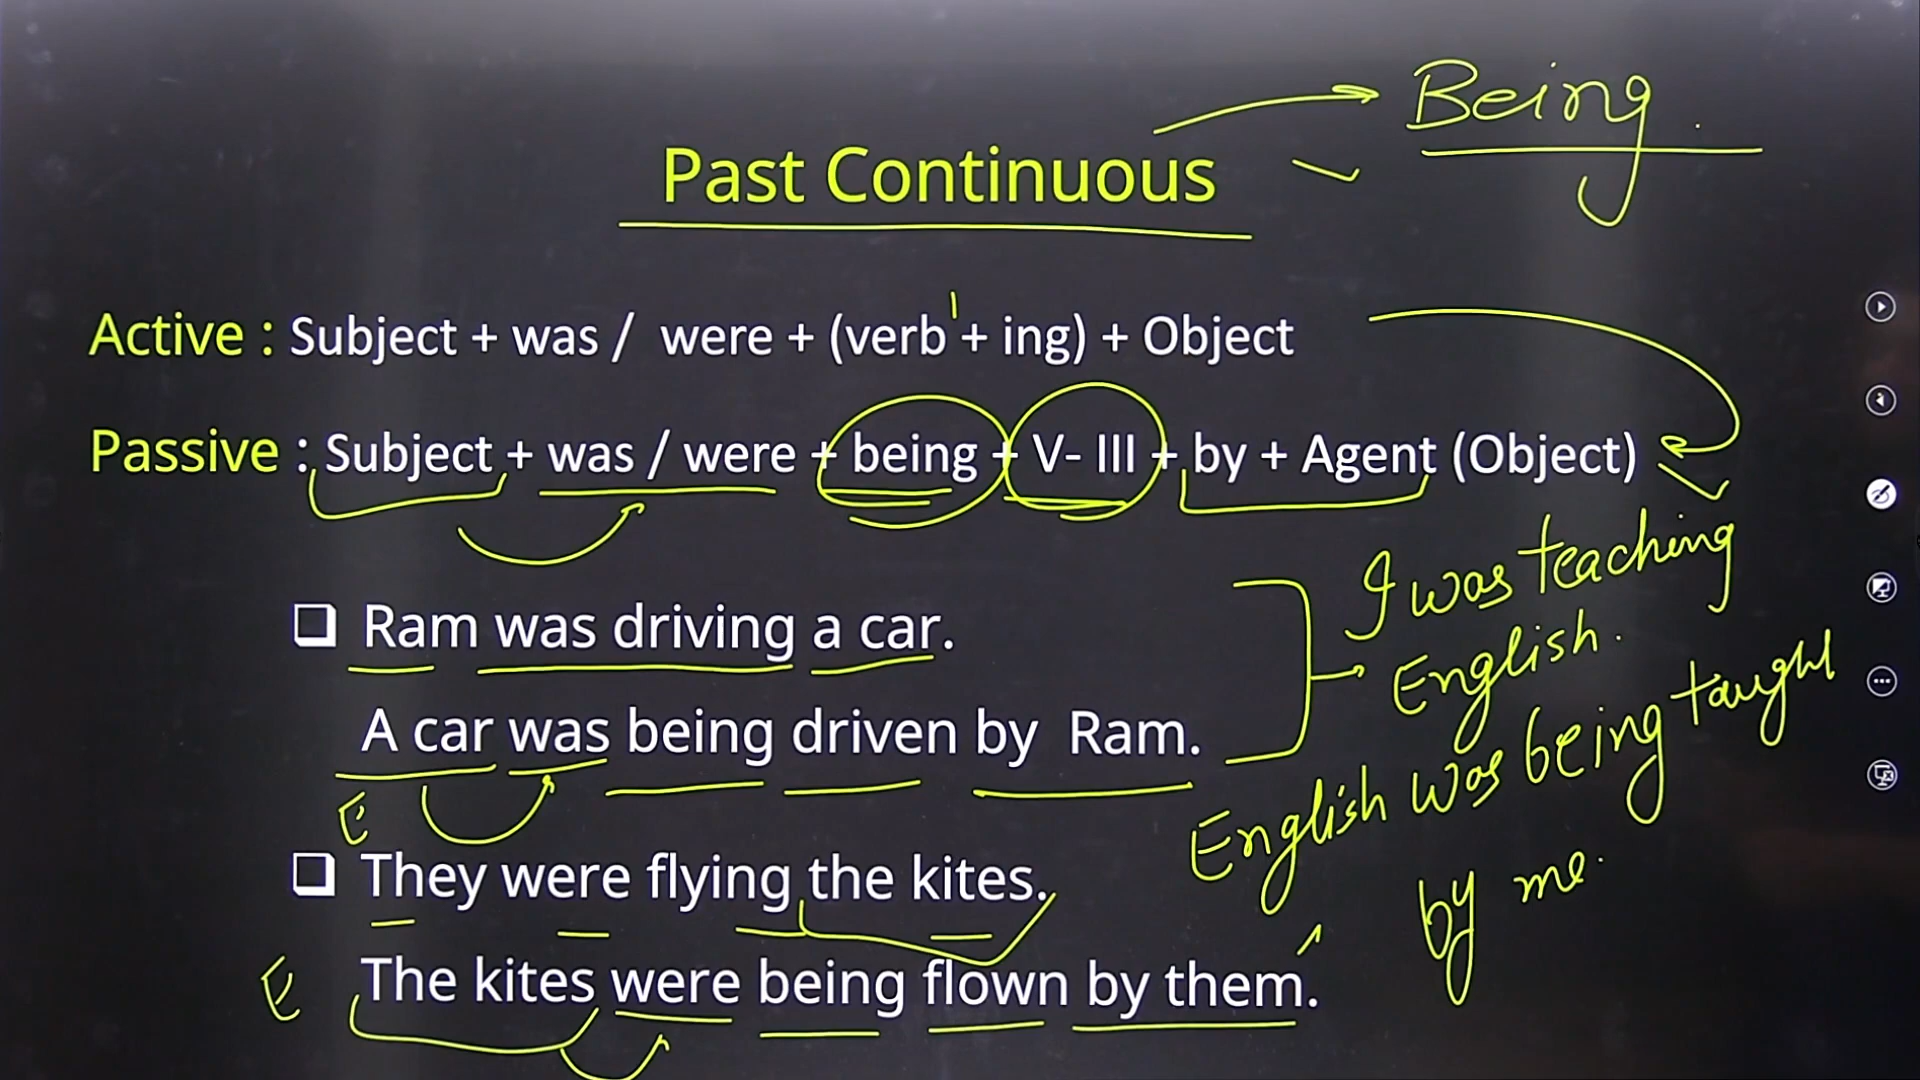 Being
Past Continuous
Active : Subject + was / were + (verb¹ + ing) + Object
Passive : Subject + was / were + being + V- III + by + Agent (Object)
I was teaching
English.
Ram was driving a car.
A car was being driven by Ram.
English was being taught
by me.
E
They were flying the kites.
E The kites were being flown by them.